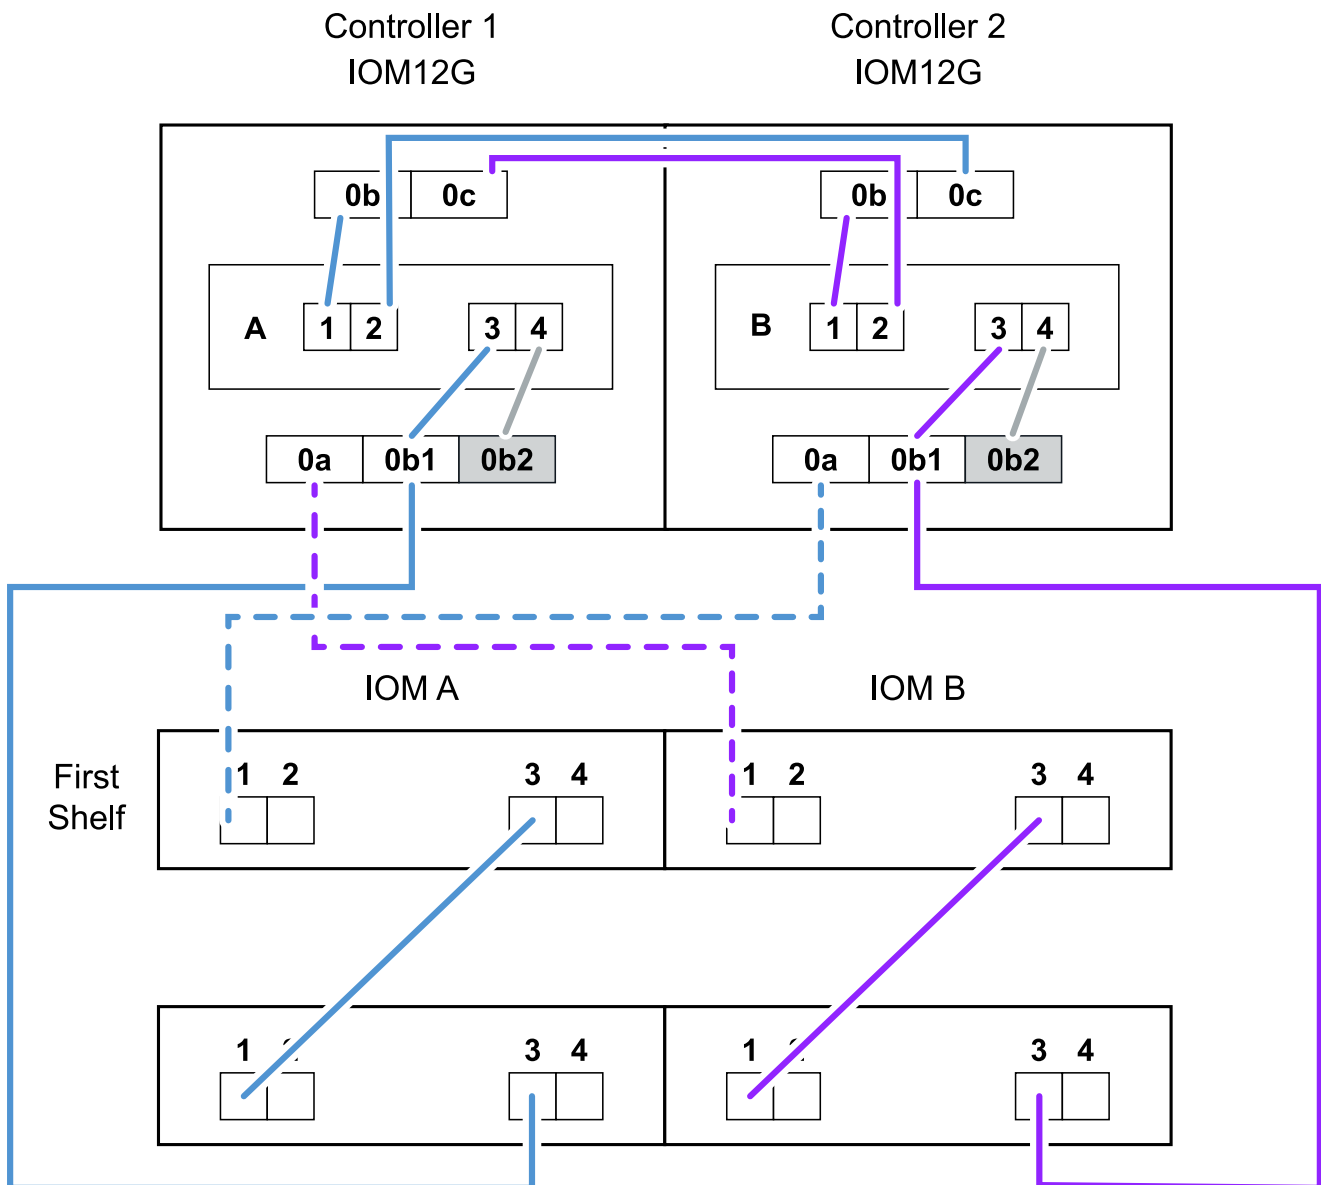 Controller 1
IOM12G
Controller 2
IOM12G
0b 0c
0b 0c
A 1 2 3 4
B 1 2 3 4
0a 0b1 0b2
0a 0b1 0b2
IOM A
IOM B
First
Shelf
1 2 3 4
1 2 3 4
1 3 4
1 3 4